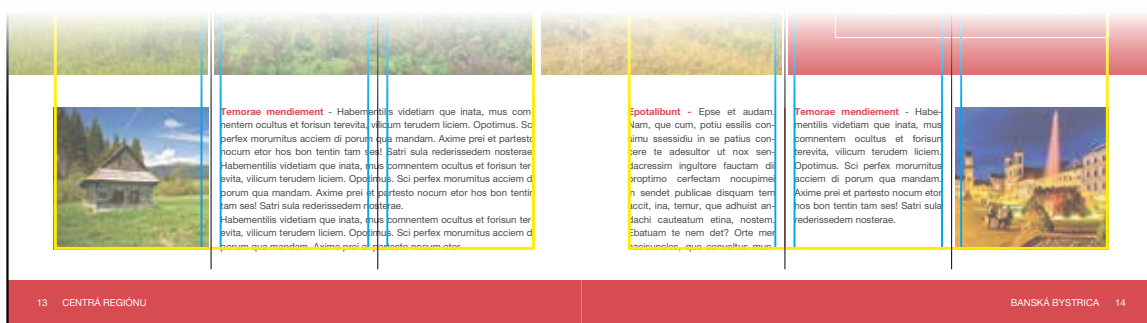 Temorae mendiement - Habementilis videtiam que inata, mus com-
nentem ocultus et forisun terevita, vilicum terudem liciem. Opotimus. Sci
perfex morumitus acciem di porum qua mandam. Axime prei et partesto
nocum etor hos bon tentin tam ses! Satri sula rederissedem nosterae.
Habementilis videtiam que inata, mus comnentem ocultus et forisun ter-
evita, vilicum terudem liciem. Opotimus. Sci perfex morumitus acciem di
porum qua mandam. Axime prei et partesto nocum etor hos bon tentin
tam ses! Satri sula rederissedem nosterae.
Habementilis videtiam que inata, mus comnentem ocultus et forisun ter-
evita, vilicum terudem liciem. Opotimus. Sci perfex morumitus acciem di
porum qua mandam. Axime prei et partesto nocum etor
Epotalibunt - Epse et audam.
Nam, que cum, potiu essilis con-
simu ssessidiu in se patius con-
cere te adesultor ut nox sen-
dacressim ingultore fauctam di
proptimo cerfectam nocupimei
in sendet publicae disquam tem
accit, ina, temur, que adhuist an-
dachi cauteatum etina, nostem.
Ebatuam te nem det? Orte mer
Temorae mendiement - Habe-
mentilis videtiam que inata, mus
comnentem ocultus et forisun
terevita, vilicum terudem liciem.
Opotimus. Sci perfex morumitus
acciem di porum qua mandam.
Axime prei et partesto nocum etor
hos bon tentin tam ses! Satri sula
rederissedem nosterae.
13 CENTRÁ REGIÓNU
BANSKÁ BYSTRICA 14